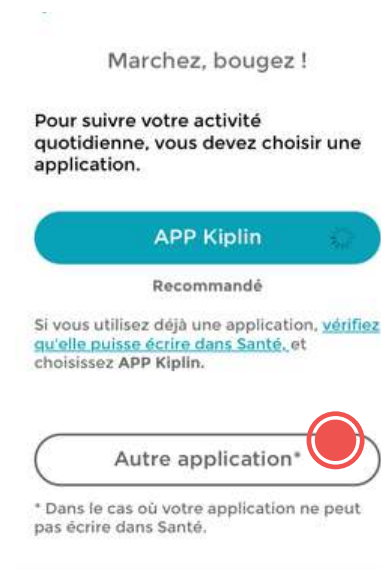 Marchez, bougez !
Pour suivre votre activité
quotidienne, vous devez choisir une
application.
APP Kiplin
Recommandé
Si vous utilisez déjà une application, vérifiez
qu'elle puisse écrire dans Santé, et
choisissez APP Kiplin.
Autre application*
* Dans le cas où votre application ne peut
pas écrire dans Santé.